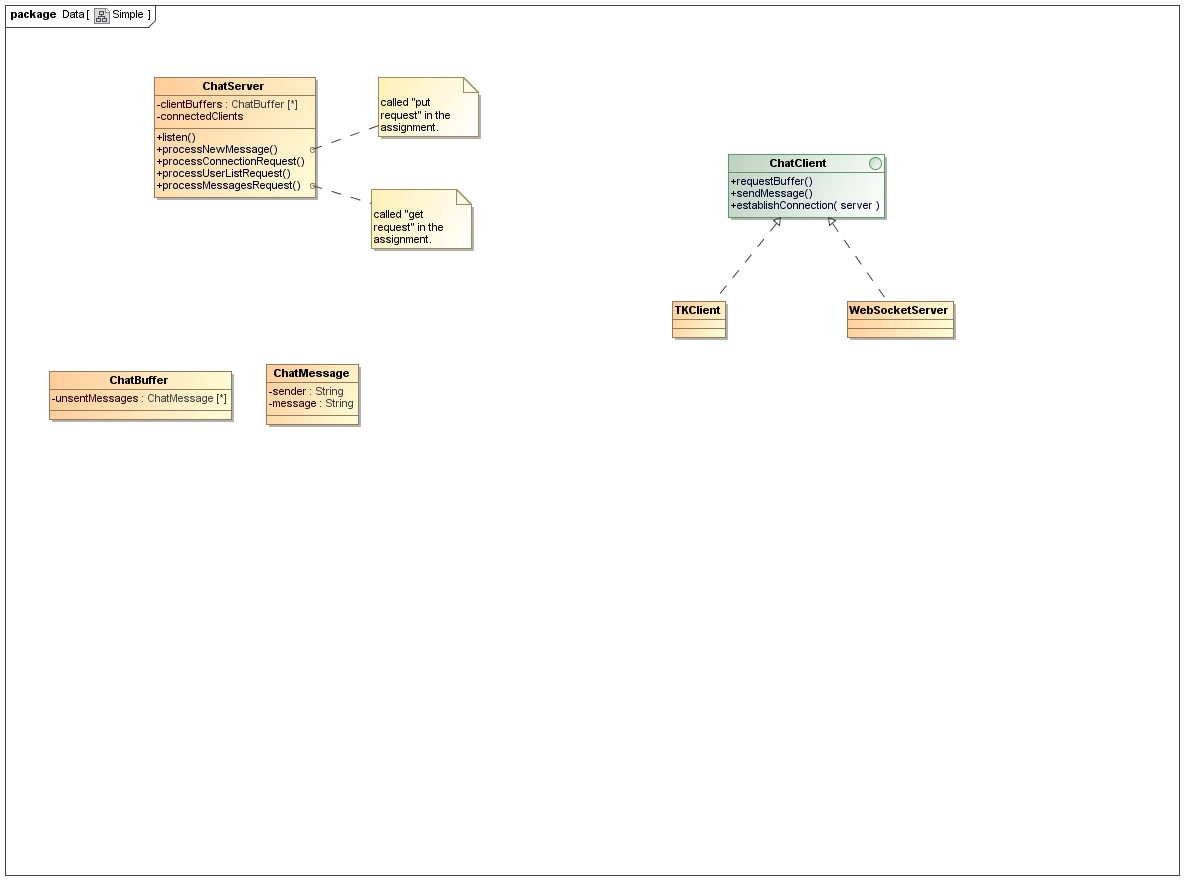 package Data [ Simple ]
ChatServer
-clientBuffers : ChatBuffer [*]
-connectedClients
+listen()
+processNewMessage()
+processConnectionRequest()
+processUserListRequest()
+processMessagesRequest()
called "put
request" in the
assignment.
called "get
request" in the
assignment.
ChatClient
+requestBuffer()
+sendMessage()
+establishConnection( server )
TKClient
WebSocketServer
ChatBuffer
-unsentMessages : ChatMessage [*]
ChatMessage
-sender : String
-message : String